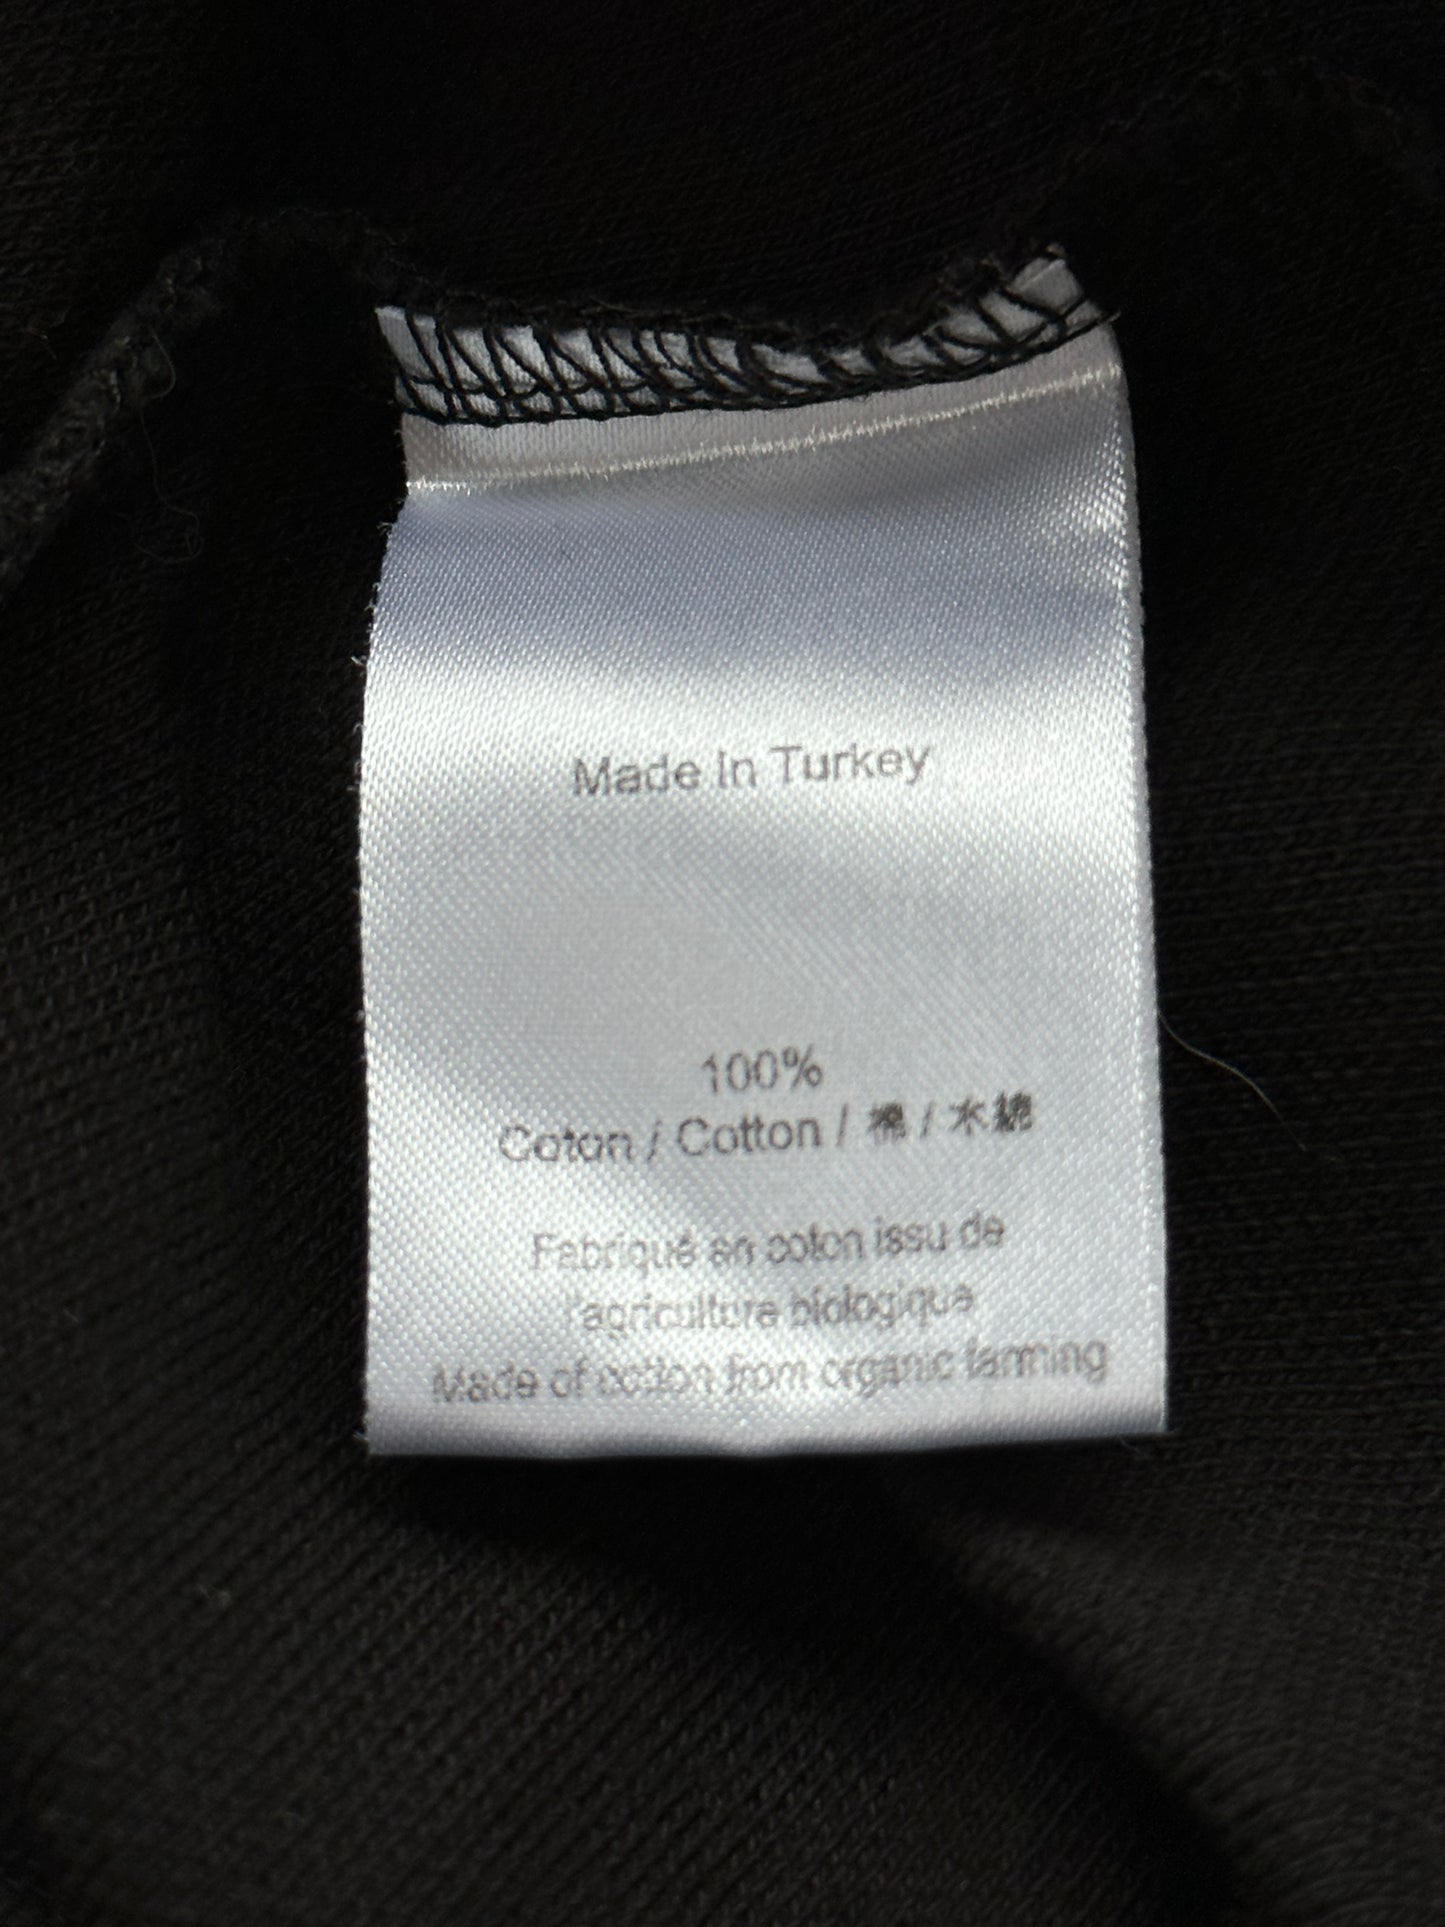 Made In Turkey
100%
Coton / Cotton / 棉 / 木綿
Fabriqué en coton issu de
l'agriculture biologique
Made of cotton from organic farming